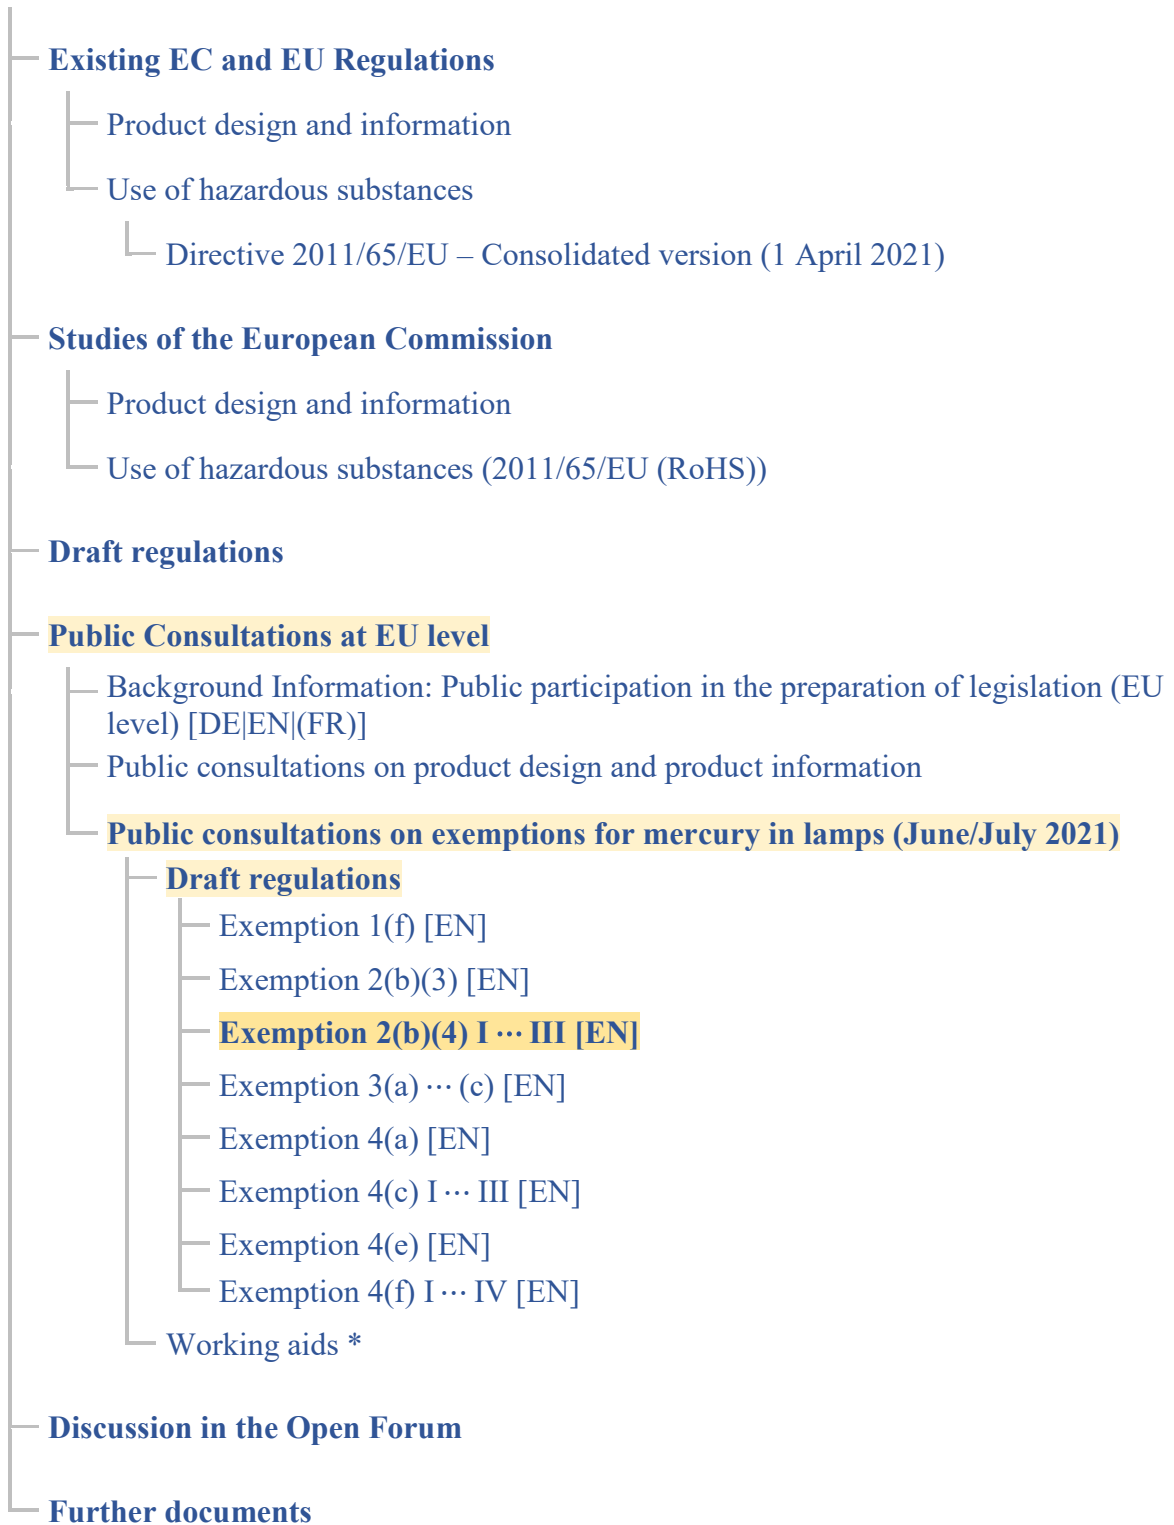 Existing EC and EU Regulations
Product design and information
Use of hazardous substances
Directive 2011/65/EU – Consolidated version (1 April 2021)
Studies of the European Commission
Product design and information
Use of hazardous substances (2011/65/EU (RoHS))
Draft regulations
Public Consultations at EU level
Background Information: Public participation in the preparation of legislation (EU
level) [DE|EN|(FR)]
Public consultations on product design and product information
Public consultations on exemptions for mercury in lamps (June/July 2021)
Draft regulations
Exemption 1(f) [EN]
Exemption 2(b)(3) [EN]
Exemption 2(b)(4) I ··· III [EN]
Exemption 3(a) ··· (c) [EN]
Exemption 4(a) [EN]
Exemption 4(c) I ··· III [EN]
Exemption 4(e) [EN]
Exemption 4(f) I ··· IV [EN]
Working aids *
Discussion in the Open Forum
Further documents